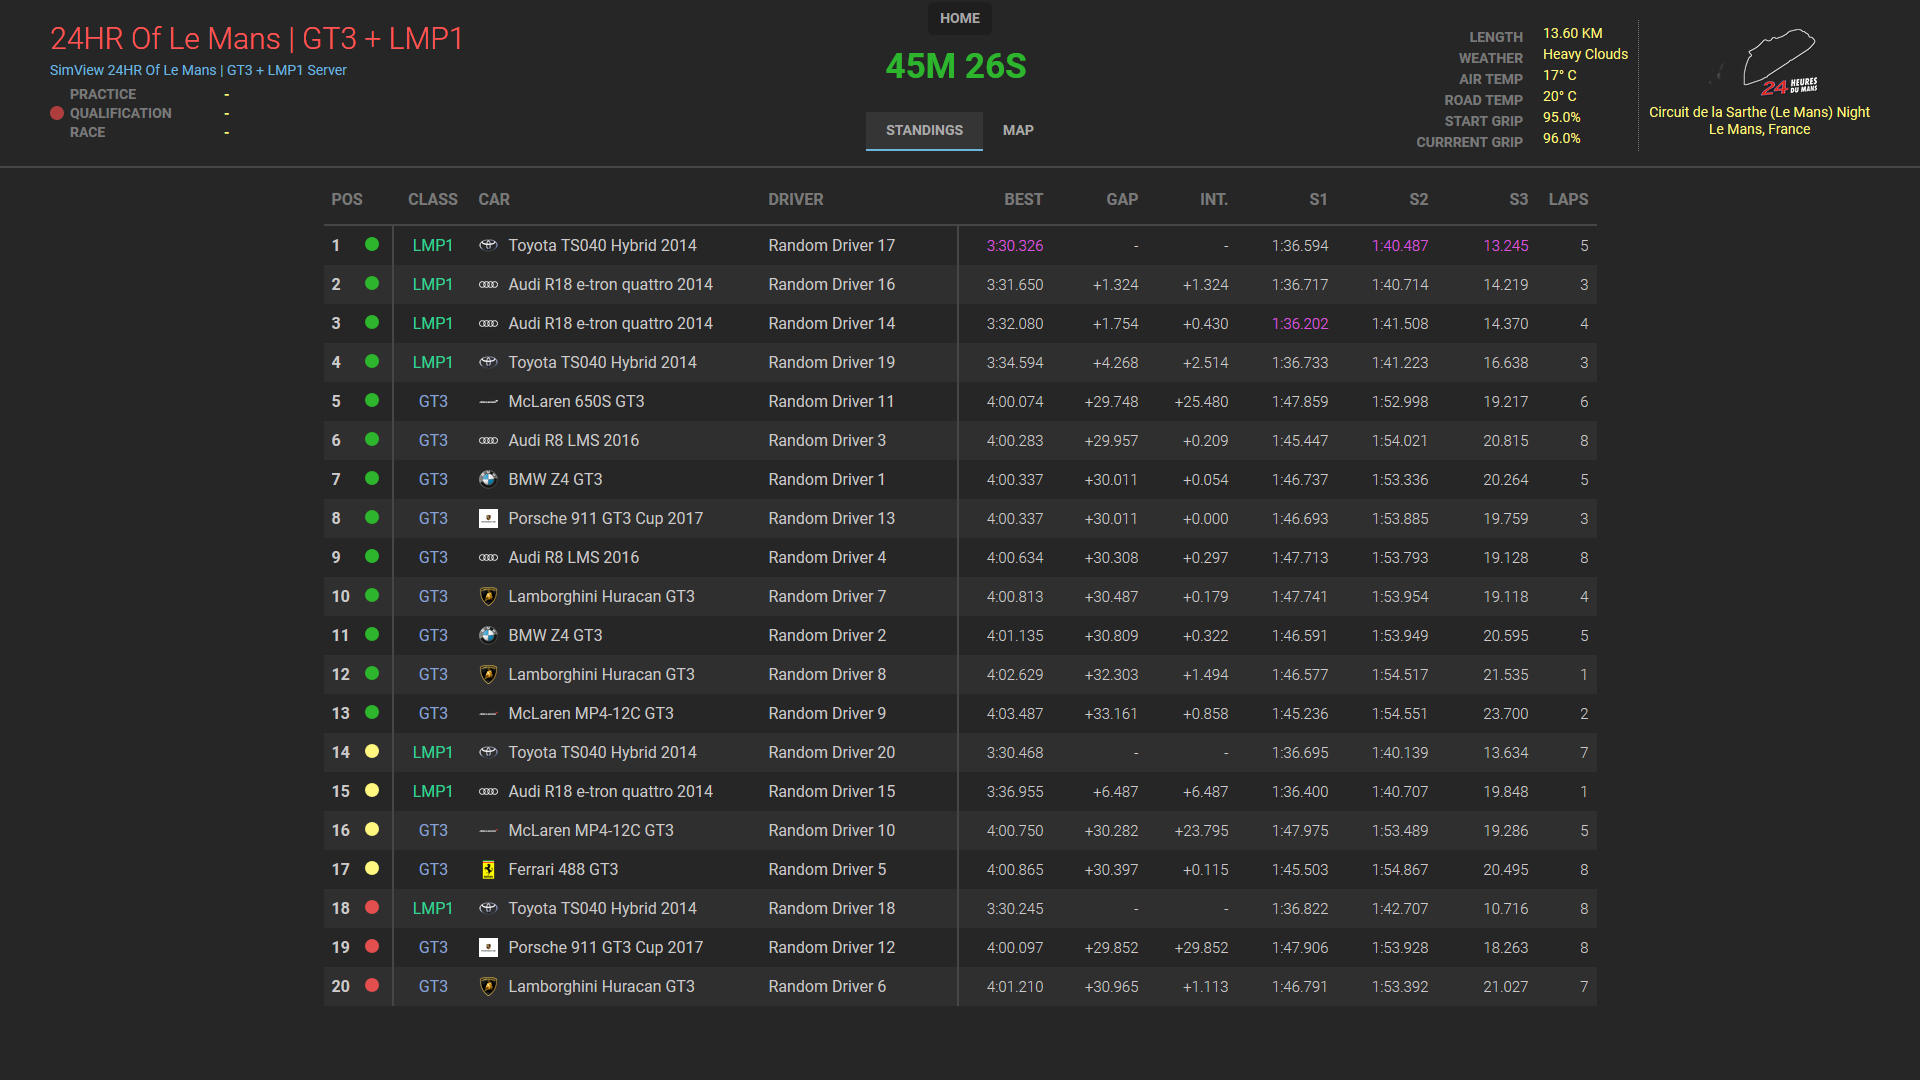 HOME
24HR Of Le Mans | GT3 + LMP1
SimView 24HR Of Le Mans | GT3 + LMP1 Server
PRACTICE -
QUALIFICATION -
RACE -
45M 26S
STANDINGS MAP
LENGTH 13.60 KM
WEATHER Heavy Clouds
AIR TEMP 17° C
ROAD TEMP 20° C
START GRIP 95.0%
CURRRENT GRIP 96.0%
24 HEURES
DU MANS
Circuit de la Sarthe (Le Mans) Night
Le Mans, France
POS CLASS CAR DRIVER BEST GAP INT. S1 S2 S3 LAPS
1 LMP1 Toyota TS040 Hybrid 2014 Random Driver 17 3:30.326 - - 1:36.594 1:40.487 13.245 5
2 LMP1 Audi R18 e-tron quattro 2014 Random Driver 16 3:31.650 +1.324 +1.324 1:36.717 1:40.714 14.219 3
3 LMP1 Audi R18 e-tron quattro 2014 Random Driver 14 3:32.080 +1.754 +0.430 1:36.202 1:41.508 14.370 4
4 LMP1 Toyota TS040 Hybrid 2014 Random Driver 19 3:34.594 +4.268 +2.514 1:36.733 1:41.223 16.638 3
5 GT3 McLaren 650S GT3 Random Driver 11 4:00.074 +29.748 +25.480 1:47.859 1:52.998 19.217 6
6 GT3 Audi R8 LMS 2016 Random Driver 3 4:00.283 +29.957 +0.209 1:45.447 1:54.021 20.815 8
7 GT3 BMW Z4 GT3 Random Driver 1 4:00.337 +30.011 +0.054 1:46.737 1:53.336 20.264 5
8 GT3 Porsche 911 GT3 Cup 2017 Random Driver 13 4:00.337 +30.011 +0.000 1:46.693 1:53.885 19.759 3
9 GT3 Audi R8 LMS 2016 Random Driver 4 4:00.634 +30.308 +0.297 1:47.713 1:53.793 19.128 8
10 GT3 Lamborghini Huracan GT3 Random Driver 7 4:00.813 +30.487 +0.179 1:47.741 1:53.954 19.118 4
11 GT3 BMW Z4 GT3 Random Driver 2 4:01.135 +30.809 +0.322 1:46.591 1:53.949 20.595 5
12 GT3 Lamborghini Huracan GT3 Random Driver 8 4:02.629 +32.303 +1.494 1:46.577 1:54.517 21.535 1
13 GT3 McLaren MP4-12C GT3 Random Driver 9 4:03.487 +33.161 +0.858 1:45.236 1:54.551 23.700 2
14 LMP1 Toyota TS040 Hybrid 2014 Random Driver 20 3:30.468 - - 1:36.695 1:40.139 13.634 7
15 LMP1 Audi R18 e-tron quattro 2014 Random Driver 15 3:36.955 +6.487 +6.487 1:36.400 1:40.707 19.848 1
16 GT3 McLaren MP4-12C GT3 Random Driver 10 4:00.750 +30.282 +23.795 1:47.975 1:53.489 19.286 5
17 GT3 Ferrari 488 GT3 Random Driver 5 4:00.865 +30.397 +0.115 1:45.503 1:54.867 20.495 8
18 LMP1 Toyota TS040 Hybrid 2014 Random Driver 18 3:30.245 - - 1:36.822 1:42.707 10.716 8
19 GT3 Porsche 911 GT3 Cup 2017 Random Driver 12 4:00.097 +29.852 +29.852 1:47.906 1:53.928 18.263 8
20 GT3 Lamborghini Huracan GT3 Random Driver 6 4:01.210 +30.965 +1.113 1:46.791 1:53.392 21.027 7